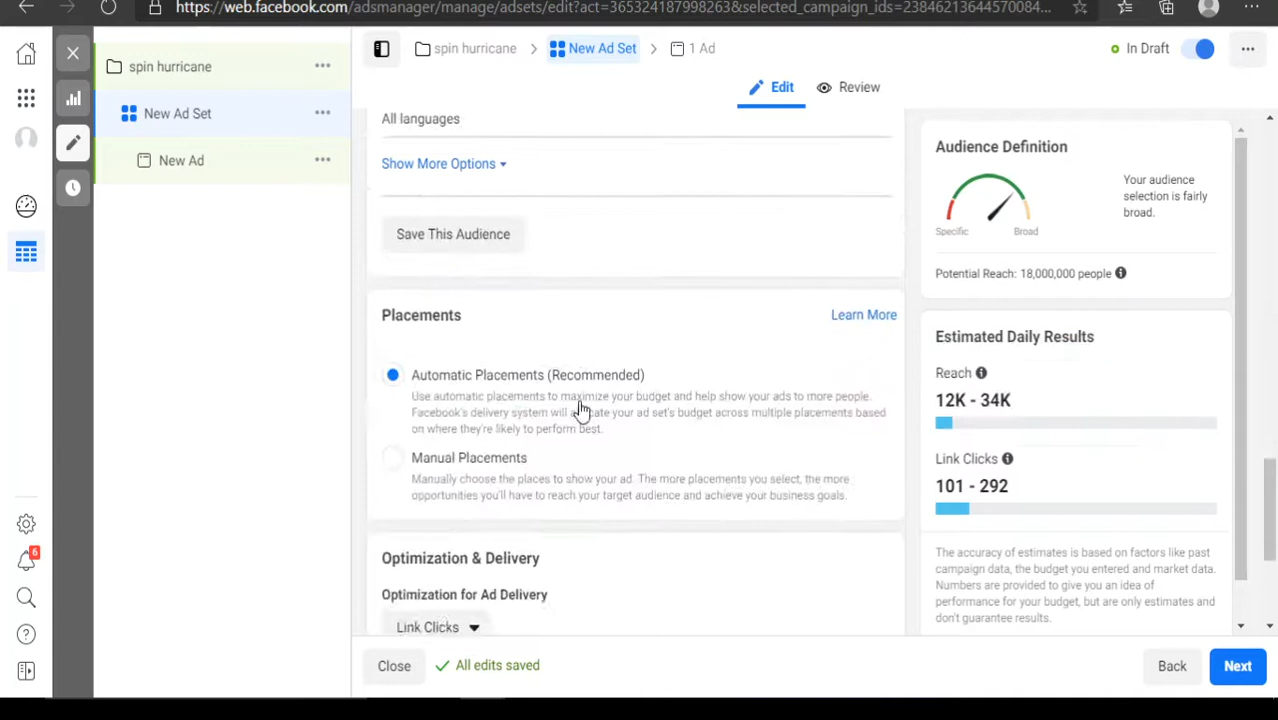 https://web.facebook.com/adsmanager/manage/adsets/edit?act=365324187998263&selected_campaign_ids=23846213644570084...
spin hurricane
New Ad Set
New Ad
spin hurricane > New Ad Set > 1 Ad
In Draft
Edit
Review
All languages
Show More Options
Save This Audience
Placements
Learn More
Automatic Placements (Recommended)
Use automatic placements to maximize your budget and help show your ads to more people.
Facebook's delivery system will allocate your ad set's budget across multiple placements based
on where they're likely to perform best.
Manual Placements
Manually choose the places to show your ad. The more placements you select, the more
opportunities you'll have to reach your target audience and achieve your business goals.
Optimization & Delivery
Optimization for Ad Delivery
Link Clicks
Audience Definition
Specific
Broad
Your audience
selection is fairly
broad.
Potential Reach: 18,000,000 people
Estimated Daily Results
Reach
12K - 34K
Link Clicks
101 - 292
The accuracy of estimates is based on factors like past
campaign data, the budget you entered and market data.
Numbers are provided to give you an idea of
performance for your budget, but are only estimates and
don't guarantee results.
6
Close
All edits saved
Back
Next